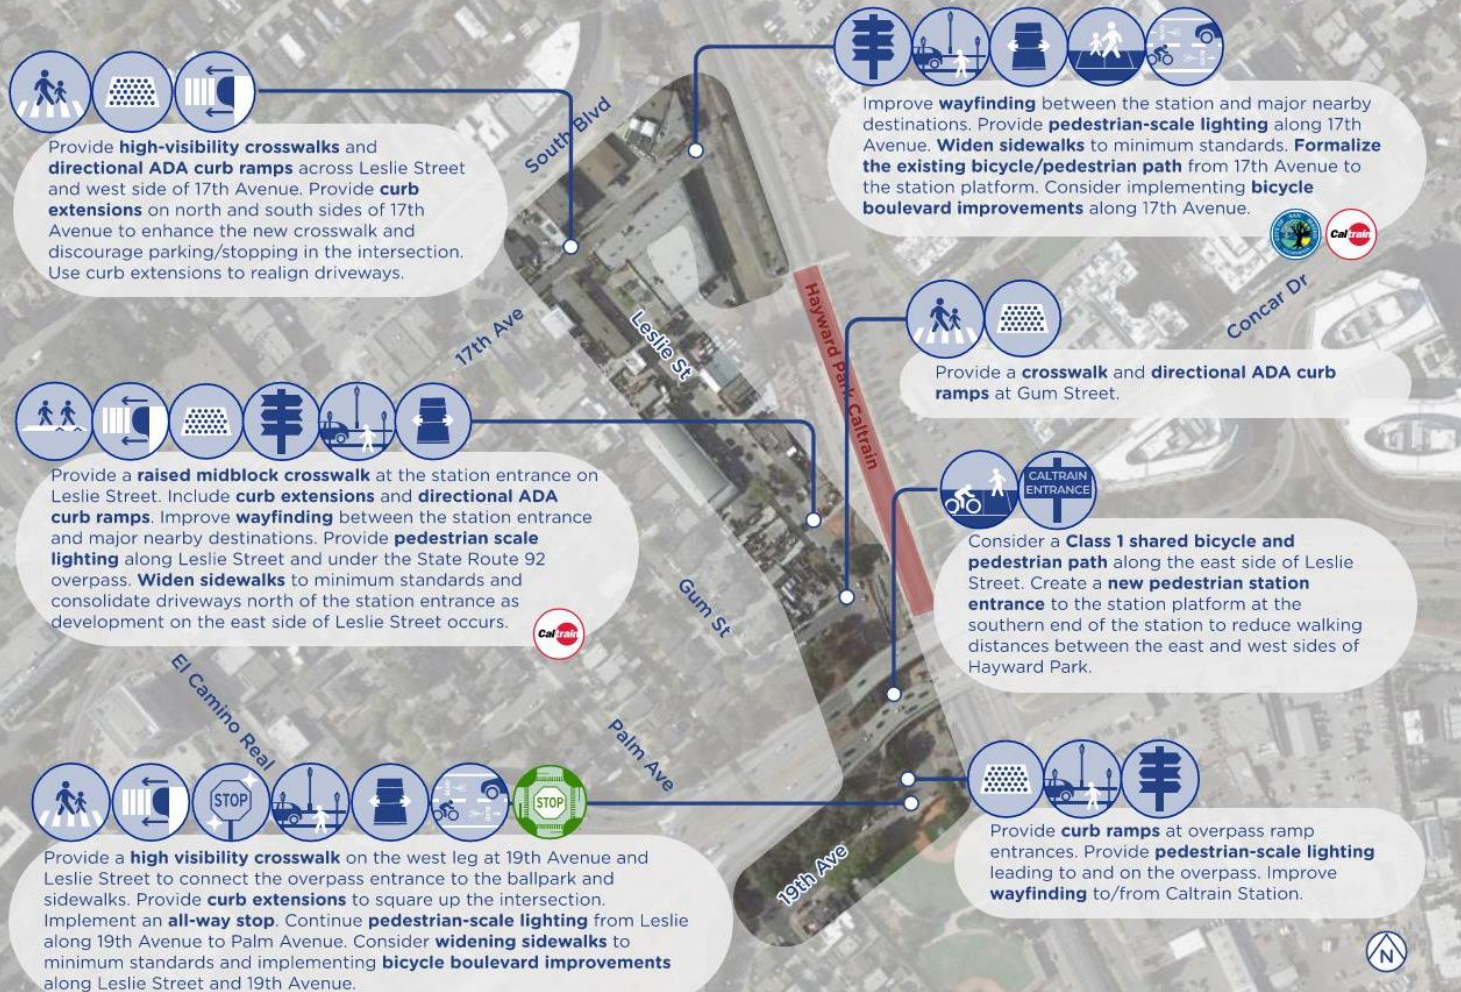 Provide high-visibility crosswalks and
directional ADA curb ramps across Leslie Street
and west side of 17th Avenue. Provide curb
extensions on north and south sides of 17th
Avenue to enhance the new crosswalk and
discourage parking/stopping in the intersection.
Use curb extensions to realign driveways.
South Blvd
Improve wayfinding between the station and major nearby
destinations. Provide pedestrian-scale lighting along 17th
Avenue. Widen sidewalks to minimum standards. Formalize
the existing bicycle/pedestrian path from 17th Avenue to
the station platform. Consider implementing bicycle
boulevard improvements along 17th Avenue.
Caltrain
17th Ave
Leslie St
Hayward Park Caltrain
Concar Dr
Provide a crosswalk and directional ADA curb
ramps at Gum Street.
Provide a raised midblock crosswalk at the station entrance on
Leslie Street. Include curb extensions and directional ADA
curb ramps. Improve wayfinding between the station entrance
and major nearby destinations. Provide pedestrian scale
lighting along Leslie Street and under the State Route 92
overpass. Widen sidewalks to minimum standards and
consolidate driveways north of the station entrance as
development on the east side of Leslie Street occurs.
Caltrain
CALTRAIN
ENTRANCE
Consider a Class 1 shared bicycle and
pedestrian path along the east side of Leslie
Street. Create a new pedestrian station
entrance to the station platform at the
southern end of the station to reduce walking
distances between the east and west sides of
Hayward Park.
Gum St
El Camino Real
Palm Ave
STOP
STOP
Provide a high visibility crosswalk on the west leg at 19th Avenue and
Leslie Street to connect the overpass entrance to the ballpark and
sidewalks. Provide curb extensions to square up the intersection.
Implement an all-way stop. Continue pedestrian-scale lighting from Leslie
along 19th Avenue to Palm Avenue. Consider widening sidewalks to
minimum standards and implementing bicycle boulevard improvements
along Leslie Street and 19th Avenue.
19th Ave
Provide curb ramps at overpass ramp
entrances. Provide pedestrian-scale lighting
leading to and on the overpass. Improve
wayfinding to/from Caltrain Station.
N